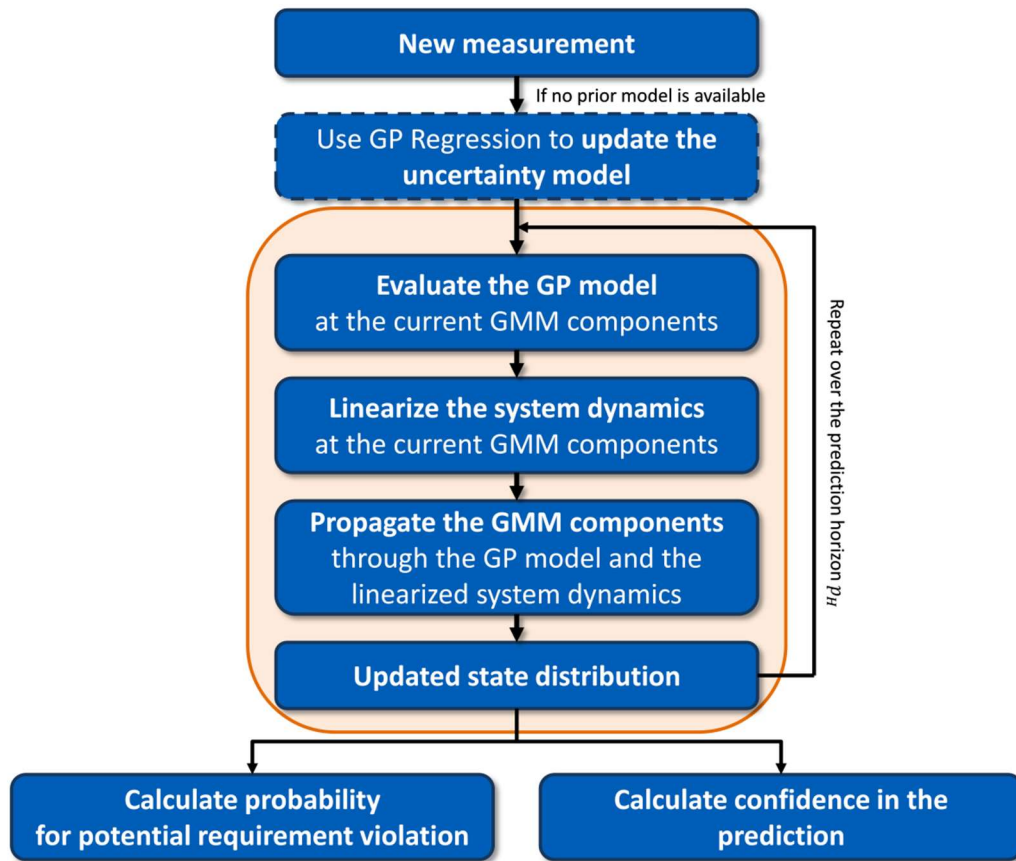 New measurement
If no prior model is available
Use GP Regression to update the
uncertainty model
Evaluate the GP model
at the current GMM components
Linearize the system dynamics
at the current GMM components
Propagate the GMM components
through the GP model and the
linearized system dynamics
Updated state distribution
Repeat over the prediction horizon p_H
Calculate probability
for potential requirement violation
Calculate confidence in the
prediction